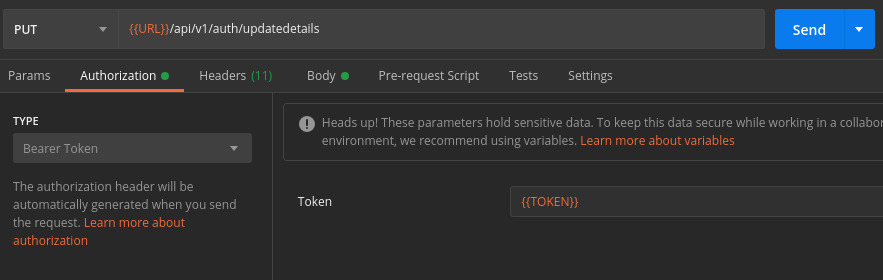 PUT {{URL}}/api/v1/auth/updatedetails Send
Params Authorization Headers (11) Body Pre-request Script Tests Settings
TYPE
Bearer Token
The authorization header will be
automatically generated when you send
the request. Learn more about
authorization
Heads up! These parameters hold sensitive data. To keep this data secure while working in a collabor
environment, we recommend using variables. Learn more about variables
Token {{TOKEN}}